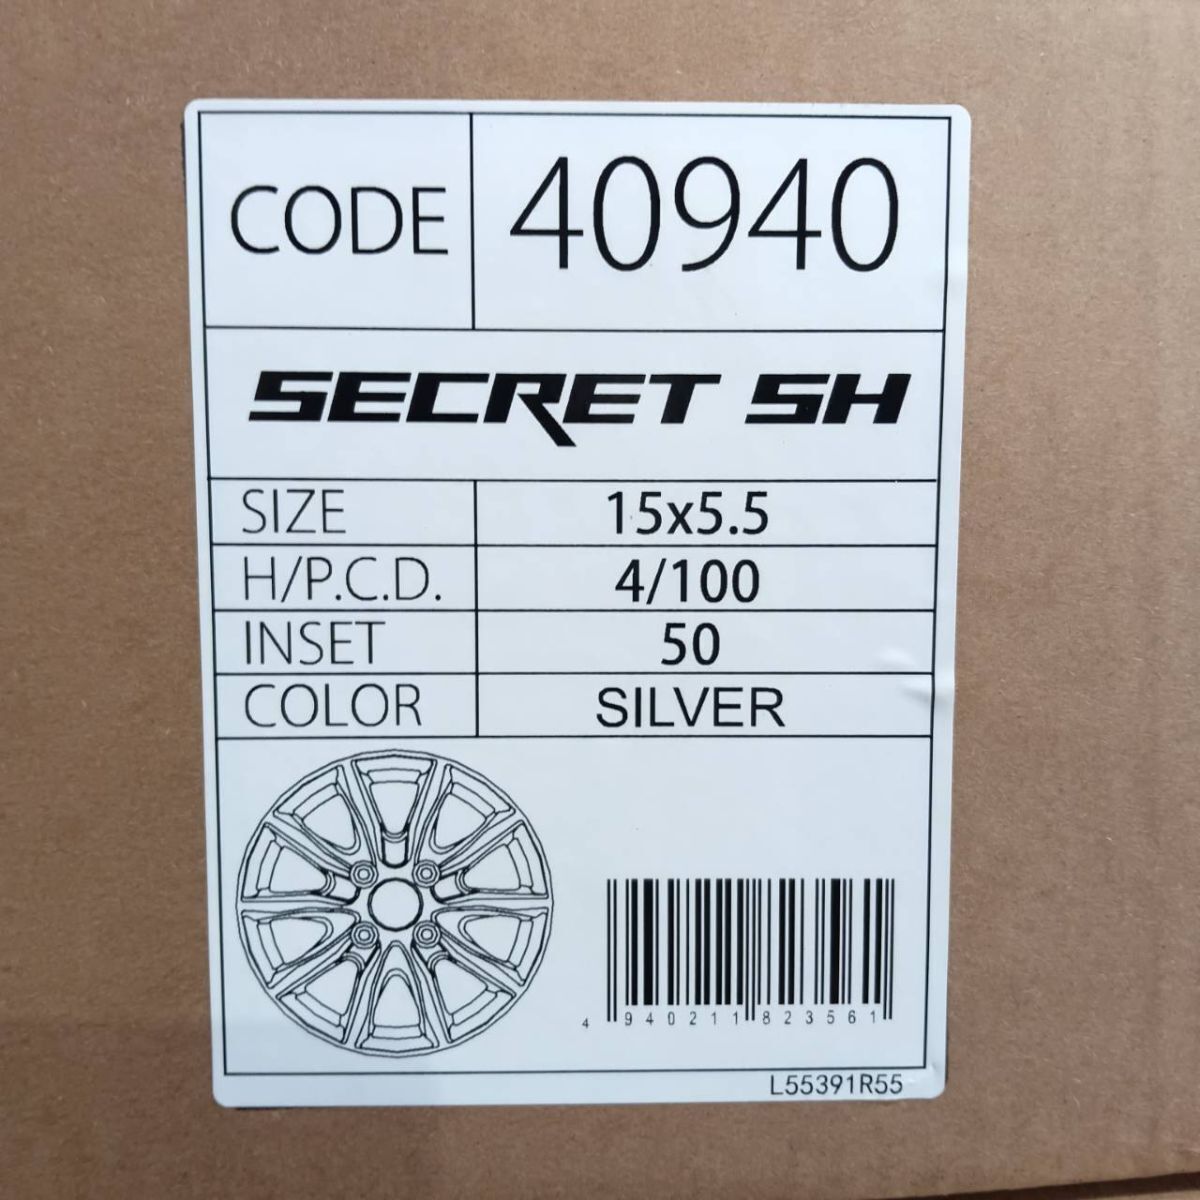 CODE 40940
SECRET SH
SIZE 15x5.5
H/P.C.D. 4/100
INSET 50
COLOR SILVER
4 940211 823561
L55391R55